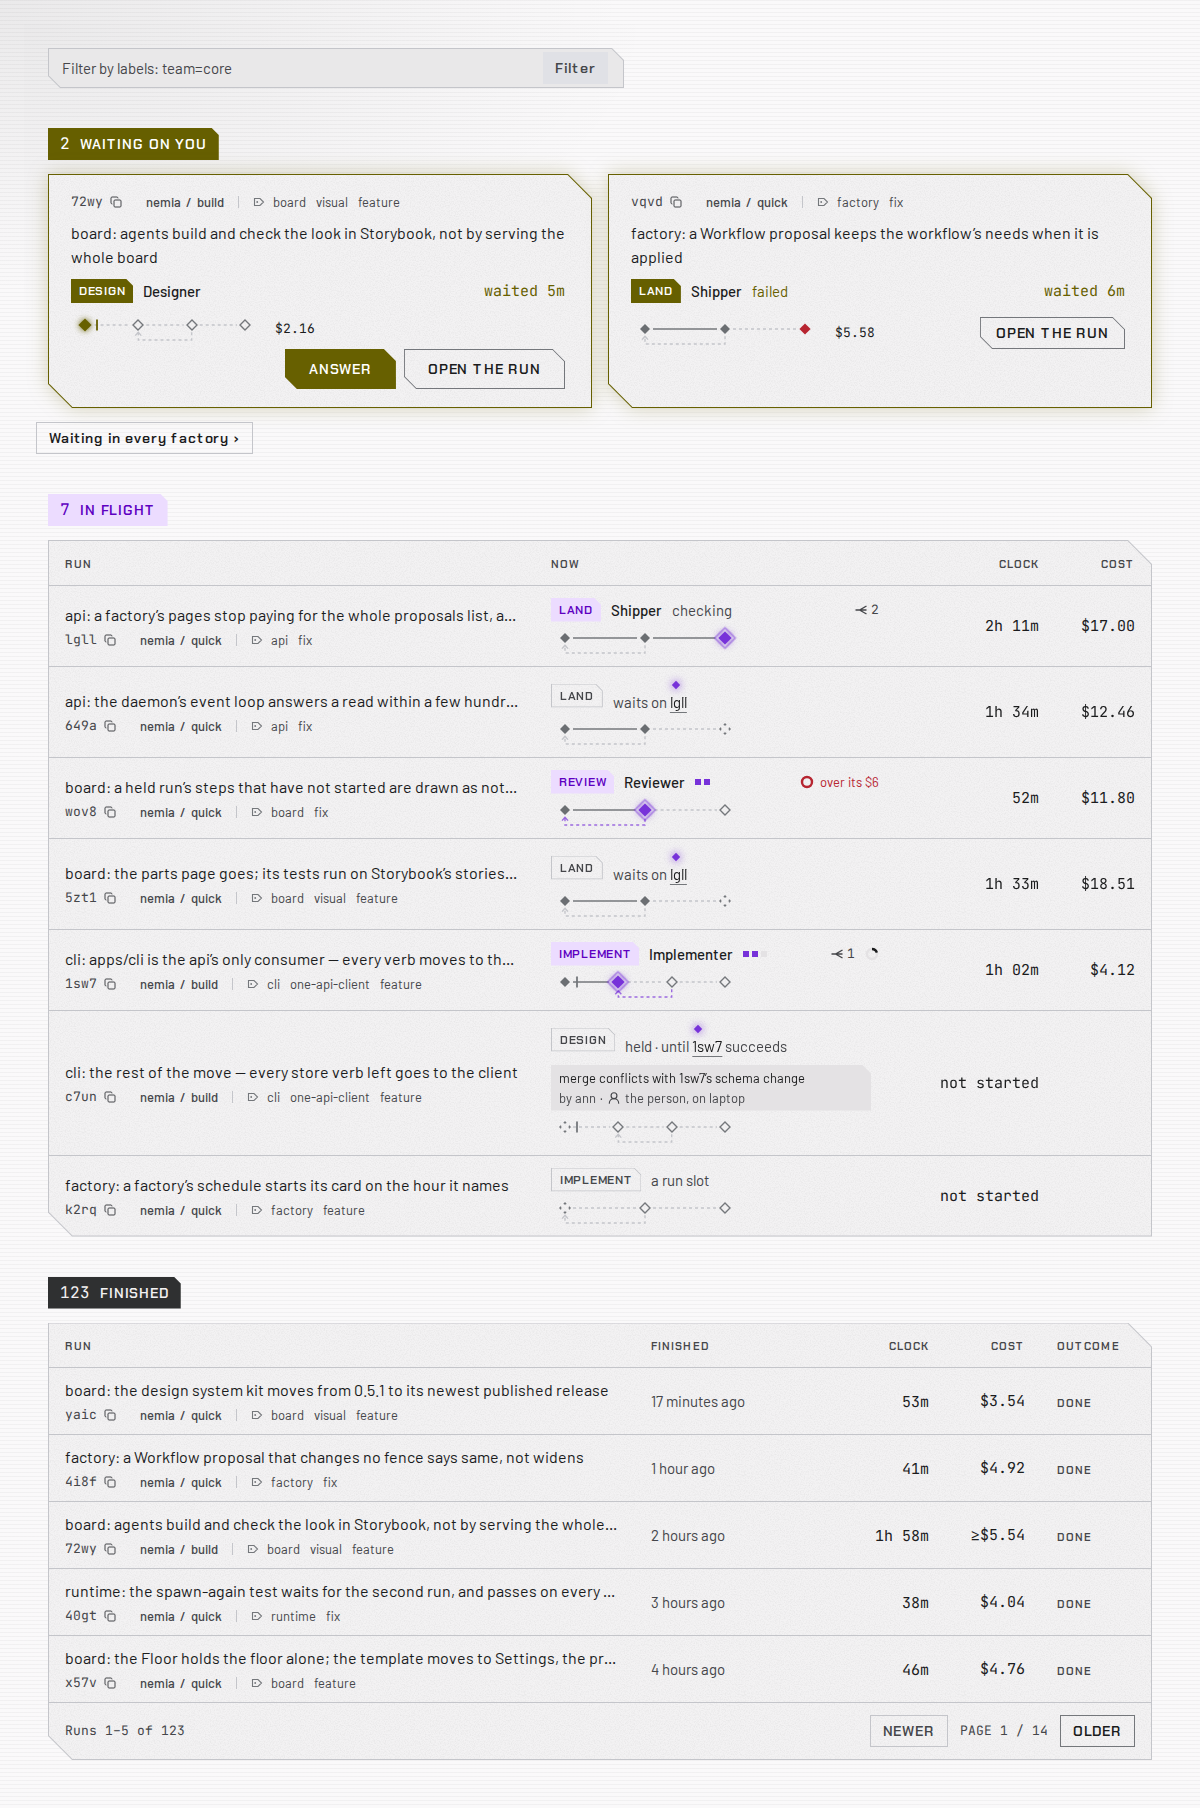 Filter by labels: team=core
Filter
2 WAITING ON YOU
72wy nemla / build board visual feature
board: agents build and check the look in Storybook, not by serving the
whole board
DESIGN Designer waited 5m
$2.16
ANSWER OPEN THE RUN
vqvd nemla / quick factory fix
factory: a Workflow proposal keeps the workflow's needs when it is
applied
LAND Shipper failed waited 6m
$5.58 OPEN THE RUN
Waiting in every factory ›
7 IN FLIGHT
RUN NOW CLOCK COST
api: a factory's pages stop paying for the whole proposals list, a...
lgll nemla / quick api fix
LAND Shipper checking 2
2h 11m $17.00
api: the daemon's event loop answers a read within a few hundr...
649a nemla / quick api fix
LAND waits on lgll
1h 34m $12.46
board: a held run's steps that have not started are drawn as not...
wov8 nemla / quick board fix
REVIEW Reviewer over its $6
52m $11.80
board: the parts page goes; its tests run on Storybook's stories...
5zt1 nemla / quick board visual feature
LAND waits on lgll
1h 33m $18.51
cli: apps/cli is the api's only consumer — every verb moves to th...
1sw7 nemla / build cli one-api-client feature
IMPLEMENT Implementer 1
1h 02m $4.12
cli: the rest of the move — every store verb left goes to the client
c7un nemla / build cli one-api-client feature
DESIGN held · until 1sw7 succeeds
merge conflicts with 1sw7's schema change
by ann · the person, on laptop
not started
factory: a factory's schedule starts its card on the hour it names
k2rq nemla / quick factory feature
IMPLEMENT a run slot
not started
123 FINISHED
RUN FINISHED CLOCK COST OUTCOME
board: the design system kit moves from 0.5.1 to its newest published release
yaic nemla / quick board visual feature
17 minutes ago 53m $3.54 DONE
factory: a Workflow proposal that changes no fence says same, not widens
4i8f nemla / quick factory fix
1 hour ago 41m $4.92 DONE
board: agents build and check the look in Storybook, not by serving the whole...
72wy nemla / build board visual feature
2 hours ago 1h 58m ≥$5.54 DONE
runtime: the spawn-again test waits for the second run, and passes on every ...
40gt nemla / quick runtime fix
3 hours ago 38m $4.04 DONE
board: the Floor holds the floor alone; the template moves to Settings, the pr...
x57v nemla / quick board feature
4 hours ago 46m $4.76 DONE
Runs 1–5 of 123
NEWER PAGE 1 / 14 OLDER